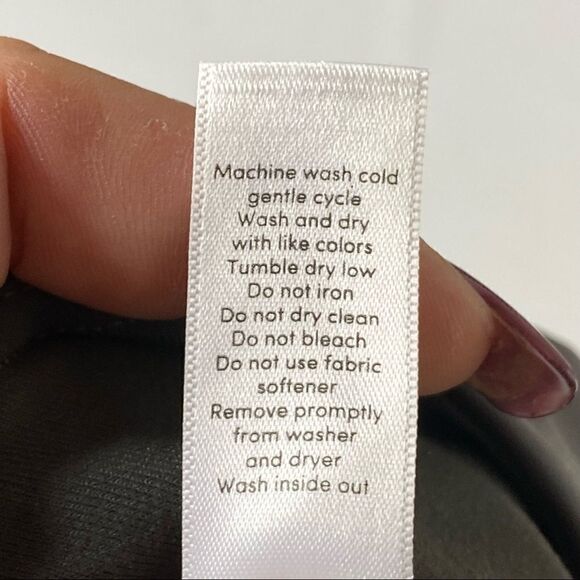 Machine wash cold
gentle cycle
Wash and dry
with like colors
Tumble dry low
Do not iron
Do not dry clean
Do not bleach
Do not use fabric
softener
Remove promptly
from washer
and dryer
Wash inside out